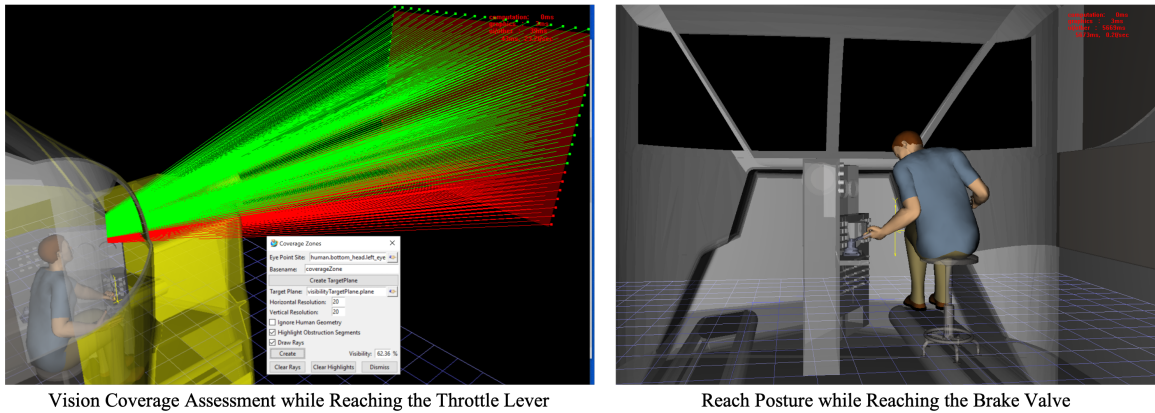 computation, 0ms
Coverage Zones
Eye Point Site: human.bottom_head.left_eye
Basename: coverageZone
Create TargetPlane
Target Plane: visibilityTargetPlane.plane
Horizontal Resolution: 20
Vertical Resolution: 20
Ignore Human Geometry
Highlight Obstruction Segments
Draw Rays
Create Visibility: 62.36 %
Clear Rays Clear Highlights Dismiss
Vision Coverage Assessment while Reaching the Throttle Lever
Reach Posture while Reaching the Brake Valve